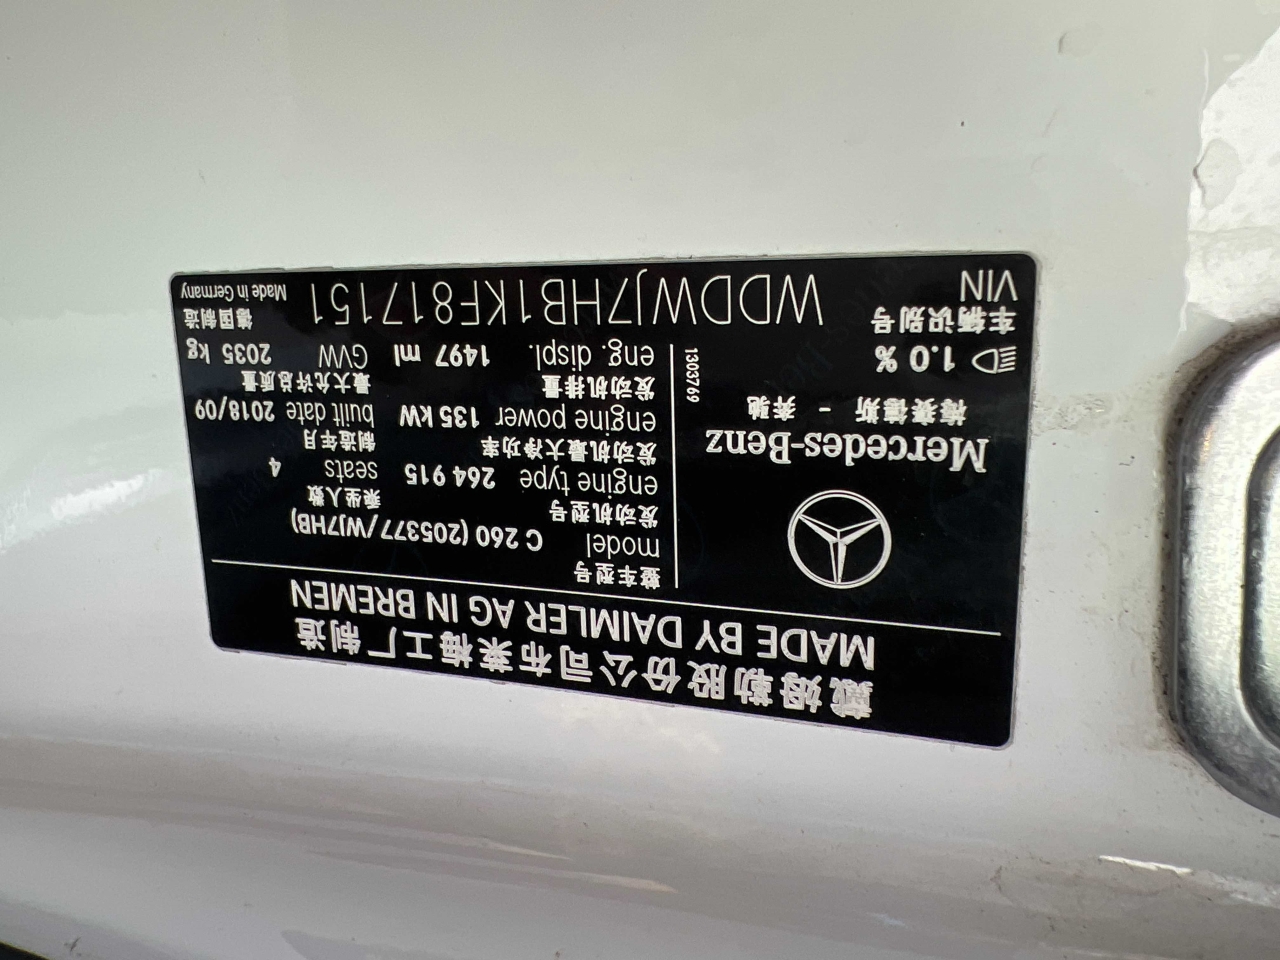 戴姆勒股份公司布莱梅工厂制造
MADE BY DAIMLER AG IN BREMEN
Mercedes-Benz
梅赛德斯 - 奔驰
1.0 %
1303769
整车型号
model C 260 (205377/WJ7HB)
发动机型号 乘坐人数
engine type 264 915 seats 4
发动机最大净功率 制造年月
engine power 135 kW built date 2018/09
发动机排量 最大允许总质量
eng. displ. 1497 ml GVW 2035 kg
车辆识别号 德国制造
VIN WDDWJ7HB1KF817151 Made in Germany